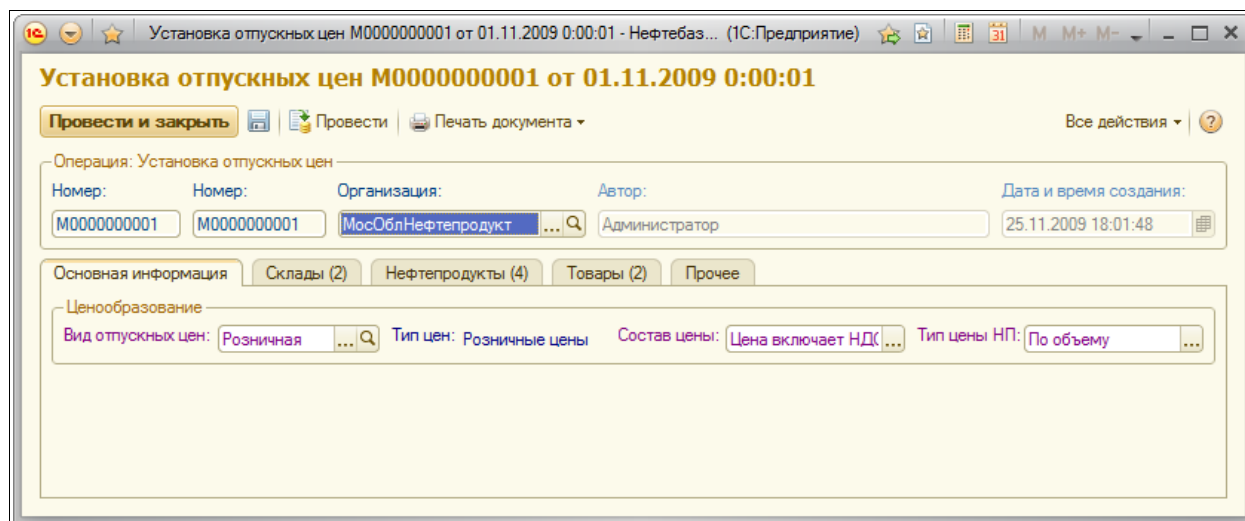 1С Установка отпускных цен М0000000001 от 01.11.2009 0:00:01 - Нефтебаз... (1С:Предприятие) 31 M M+ M-
Установка отпускных цен М0000000001 от 01.11.2009 0:00:01
Провести и закрыть Провести Печать документа Все действия ?
Операция: Установка отпускных цен
Номер: Номер: Организация: Автор: Дата и время создания:
М0000000001 М0000000001 МосОблНефтепродукт ... Администратор 25.11.2009 18:01:48
Основная информация Склады (2) Нефтепродукты (4) Товары (2) Прочее
Ценообразование
Вид отпускных цен: Розничная ... Тип цен: Розничные цены Состав цены: Цена включает НДС ... Тип цены НП: По объему ...